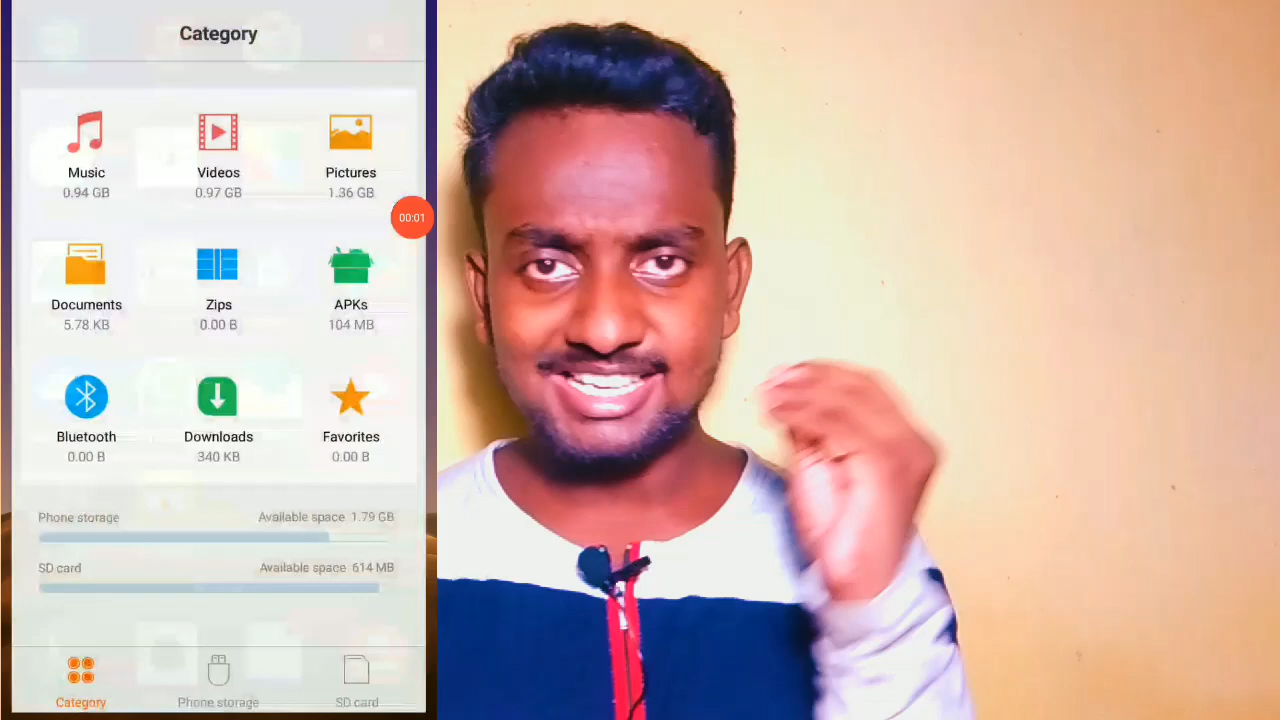 Category
Music Videos Pictures
0.94 GB 0.97 GB 1.36 GB
00:01
Documents Zips APKs
5.78 KB 0.00 B 104 MB
Bluetooth Downloads Favorites
0.00 B 340 KB 0.00 B
Phone storage Available space 1.79 GB
SD card Available space 614 MB
Category Phone storage SD card